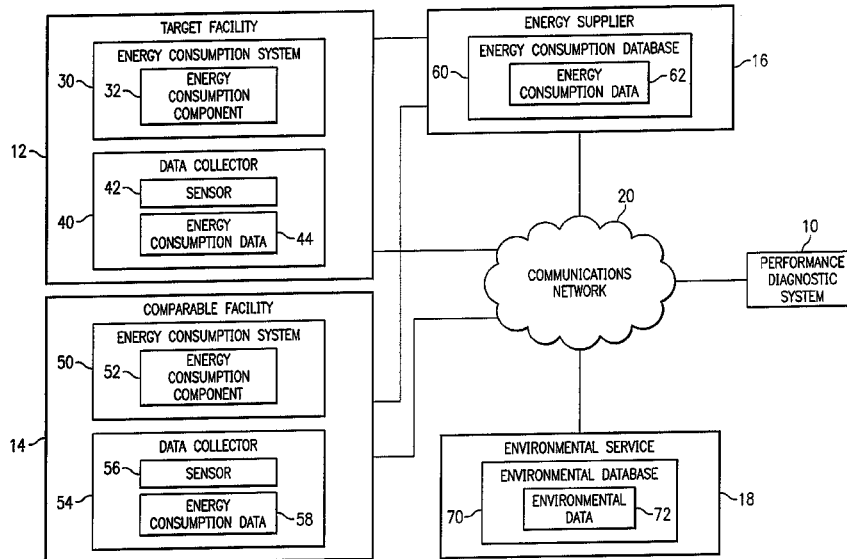 TARGET FACILITY
ENERGY CONSUMPTION SYSTEM
30
32
ENERGY
CONSUMPTION
COMPONENT
12
DATA COLLECTOR
42
SENSOR
40
ENERGY
CONSUMPTION DATA
44
COMPARABLE FACILITY
ENERGY CONSUMPTION SYSTEM
50
52
ENERGY
CONSUMPTION
COMPONENT
14
DATA COLLECTOR
56
SENSOR
54
ENERGY
CONSUMPTION DATA
58
ENERGY SUPPLIER
ENERGY CONSUMPTION DATABASE
60
ENERGY
CONSUMPTION DATA
62
16
20
COMMUNICATIONS
NETWORK
10
PERFORMANCE
DIAGNOSTIC
SYSTEM
ENVIRONMENTAL SERVICE
ENVIRONMENTAL DATABASE
70
ENVIRONMENTAL
DATA
72
18